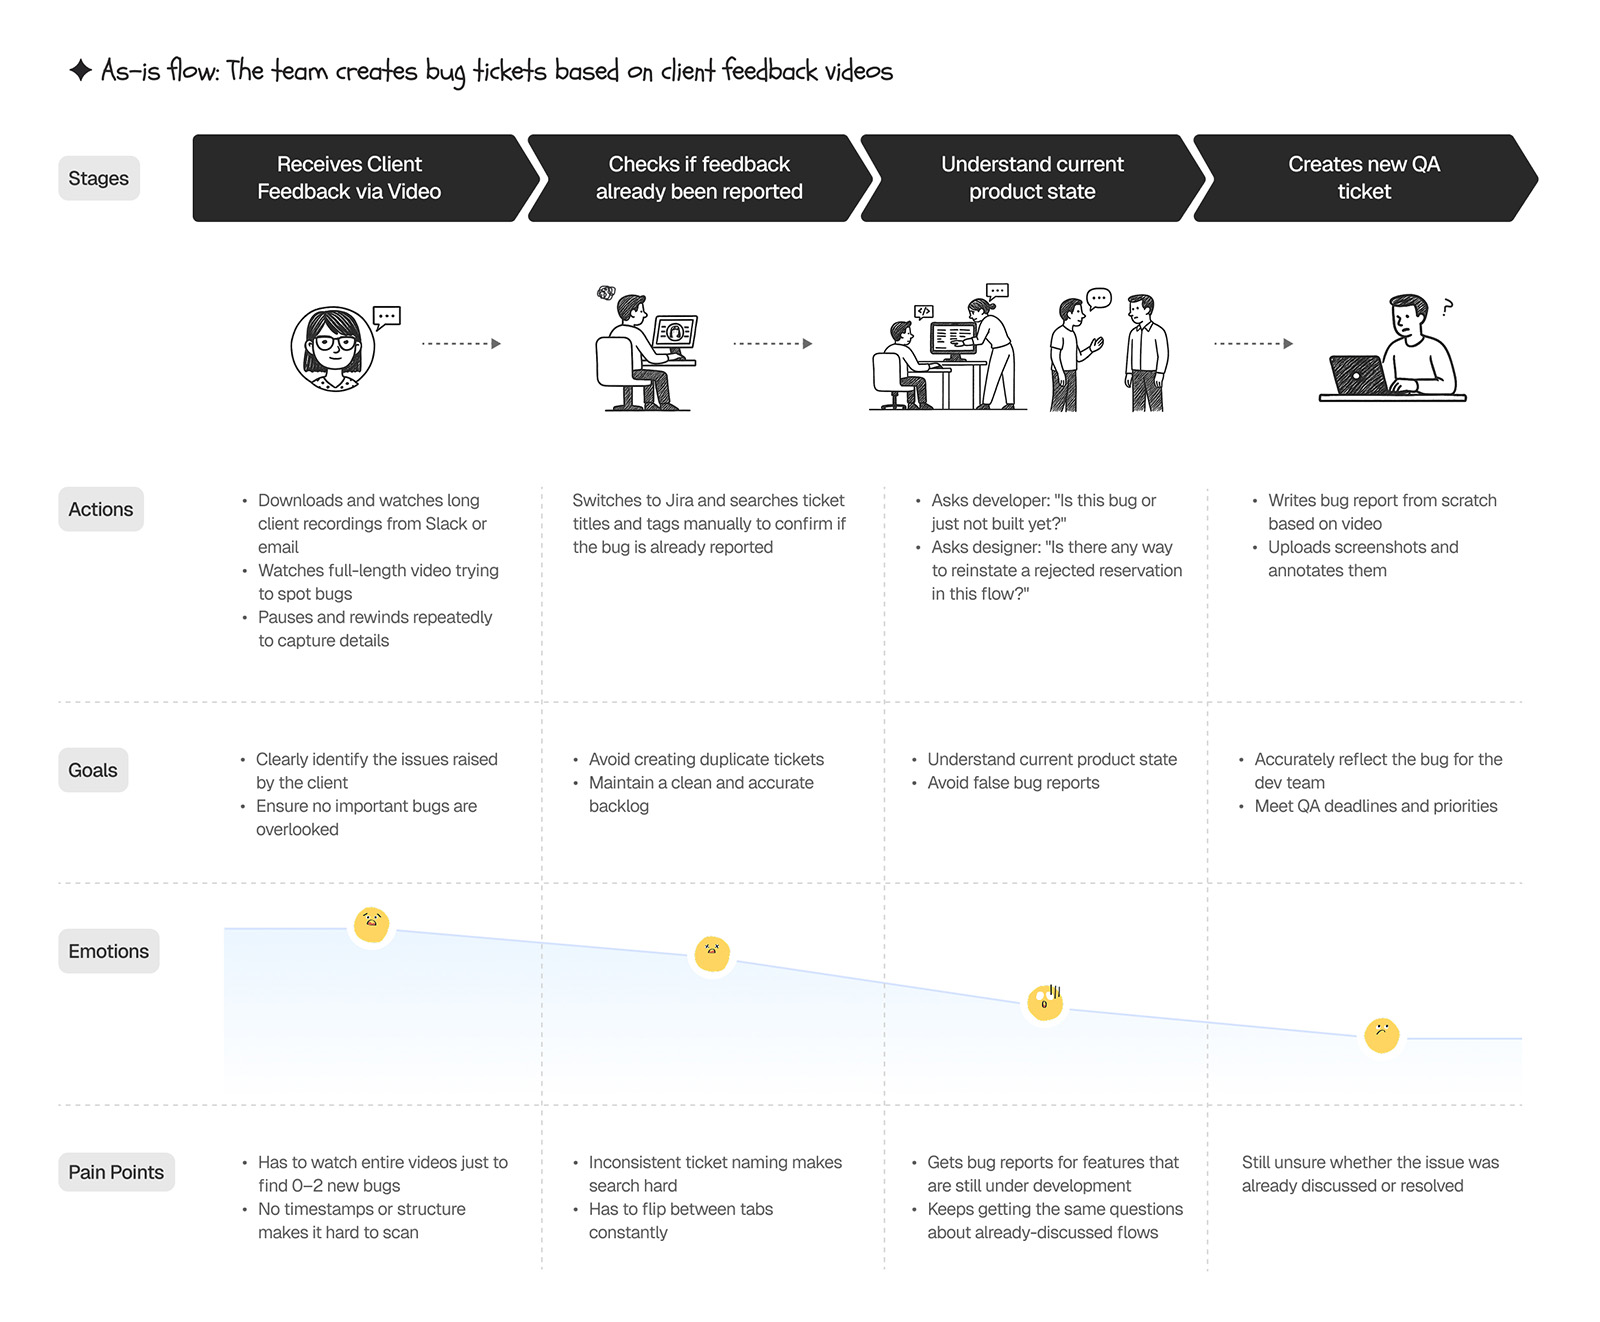 As-is flow: The team creates bug tickets based on client feedback videos
Stages
Receives Client
Feedback via Video
Checks if feedback
already been reported
Understand current
product state
Creates new QA
ticket
</>
?
Actions
• Downloads and watches long
client recordings from Slack or
email
• Watches full-length video trying
to spot bugs
• Pauses and rewinds repeatedly
to capture details
Switches to Jira and searches ticket
titles and tags manually to confirm if
the bug is already reported
• Asks developer: "Is this bug or
just not built yet?"
• Asks designer: "Is there any way
to reinstate a rejected reservation
in this flow?"
• Writes bug report from scratch
based on video
• Uploads screenshots and
annotates them
Goals
• Clearly identify the issues raised
by the client
• Ensure no important bugs are
overlooked
• Avoid creating duplicate tickets
• Maintain a clean and accurate
backlog
• Understand current product state
• Avoid false bug reports
• Accurately reflect the bug for the
dev team
• Meet QA deadlines and priorities
Emotions
Pain Points
• Has to watch entire videos just to
find 0–2 new bugs
• No timestamps or structure
makes it hard to scan
• Inconsistent ticket naming makes
search hard
• Has to flip between tabs
constantly
• Gets bug reports for features that
are still under development
• Keeps getting the same questions
about already-discussed flows
Still unsure whether the issue was
already discussed or resolved